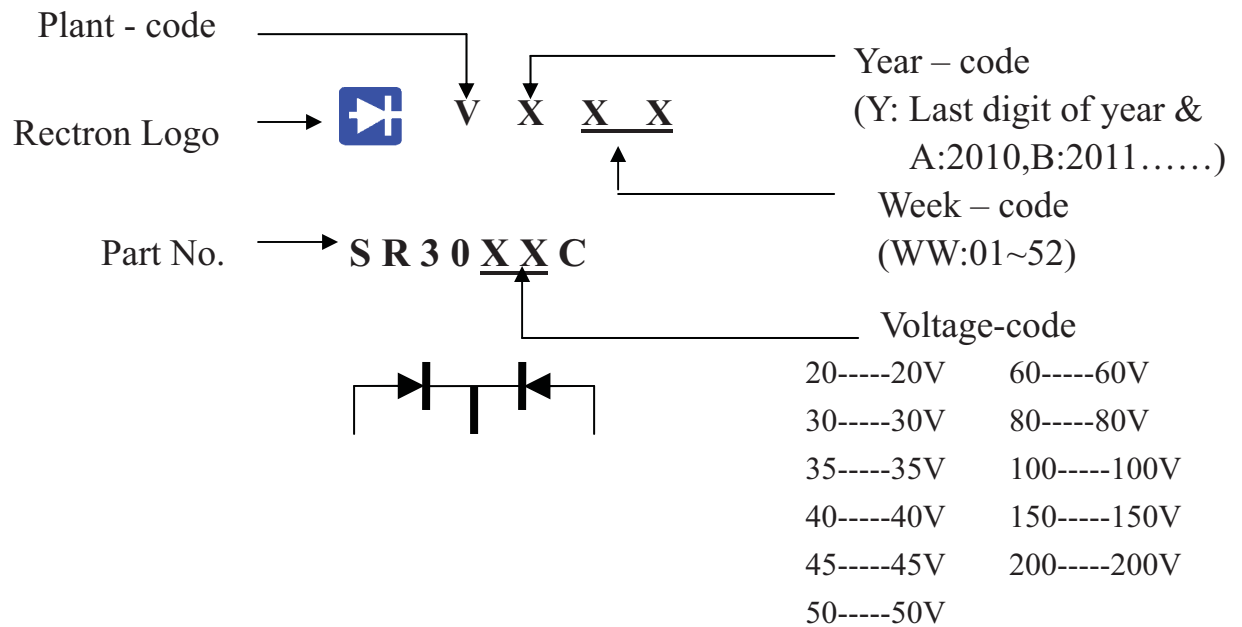 Plant - code
Year – code
Rectron Logo
V X X X
(Y: Last digit of year &
A:2010,B:2011……)
Week – code
(WW:01~52)
Part No.
SR30XXC
Voltage-code
20-----20V 60-----60V
30-----30V 80-----80V
35-----35V 100-----100V
40-----40V 150-----150V
45-----45V 200-----200V
50-----50V